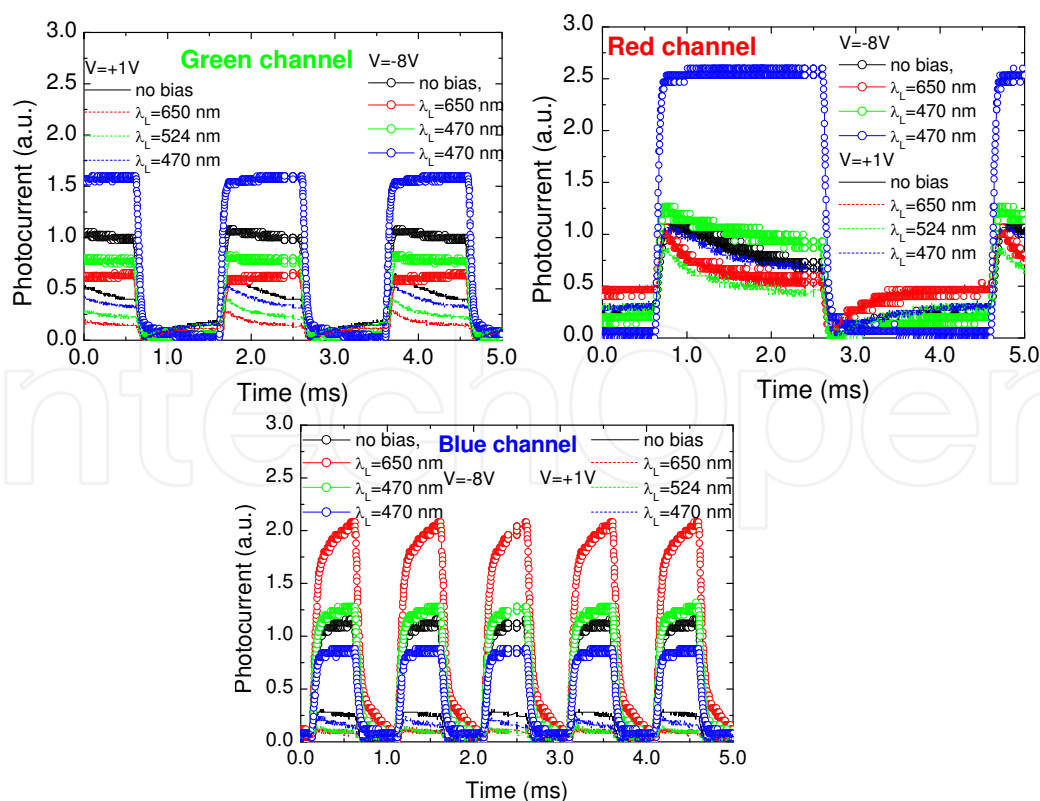 Green channel
V=+1V
no bias
λL=650 nm
λL=524 nm
λL=470 nm
V=-8V
no bias,
λL=650 nm
λL=470 nm
λL=470 nm
3.0
2.5
2.0
1.5
1.0
0.5
0.0
Photocurrent (a.u.)
0.0 1.0 2.0 3.0 4.0 5.0
Time (ms)
Red channel
V=-8V
no bias
λL=650 nm
λL=470 nm
λL=470 nm
V=+1V
no bias
λL=650 nm
λL=524 nm
λL=470 nm
3.0
2.5
2.0
1.5
1.0
0.5
0.0
Photocurrent (a.u.)
0.0 1.0 2.0 3.0 4.0 5.0
Time (ms)
Blue channel
no bias,
λL=650 nm
λL=470 nm
λL=470 nm
V=-8V
V=+1V
no bias
λL=650 nm
λL=524 nm
λL=470 nm
3.0
2.5
2.0
1.5
1.0
0.5
0.0
Photocurrent (a.u.)
0.0 1.0 2.0 3.0 4.0 5.0
Time (ms)
intechOpen